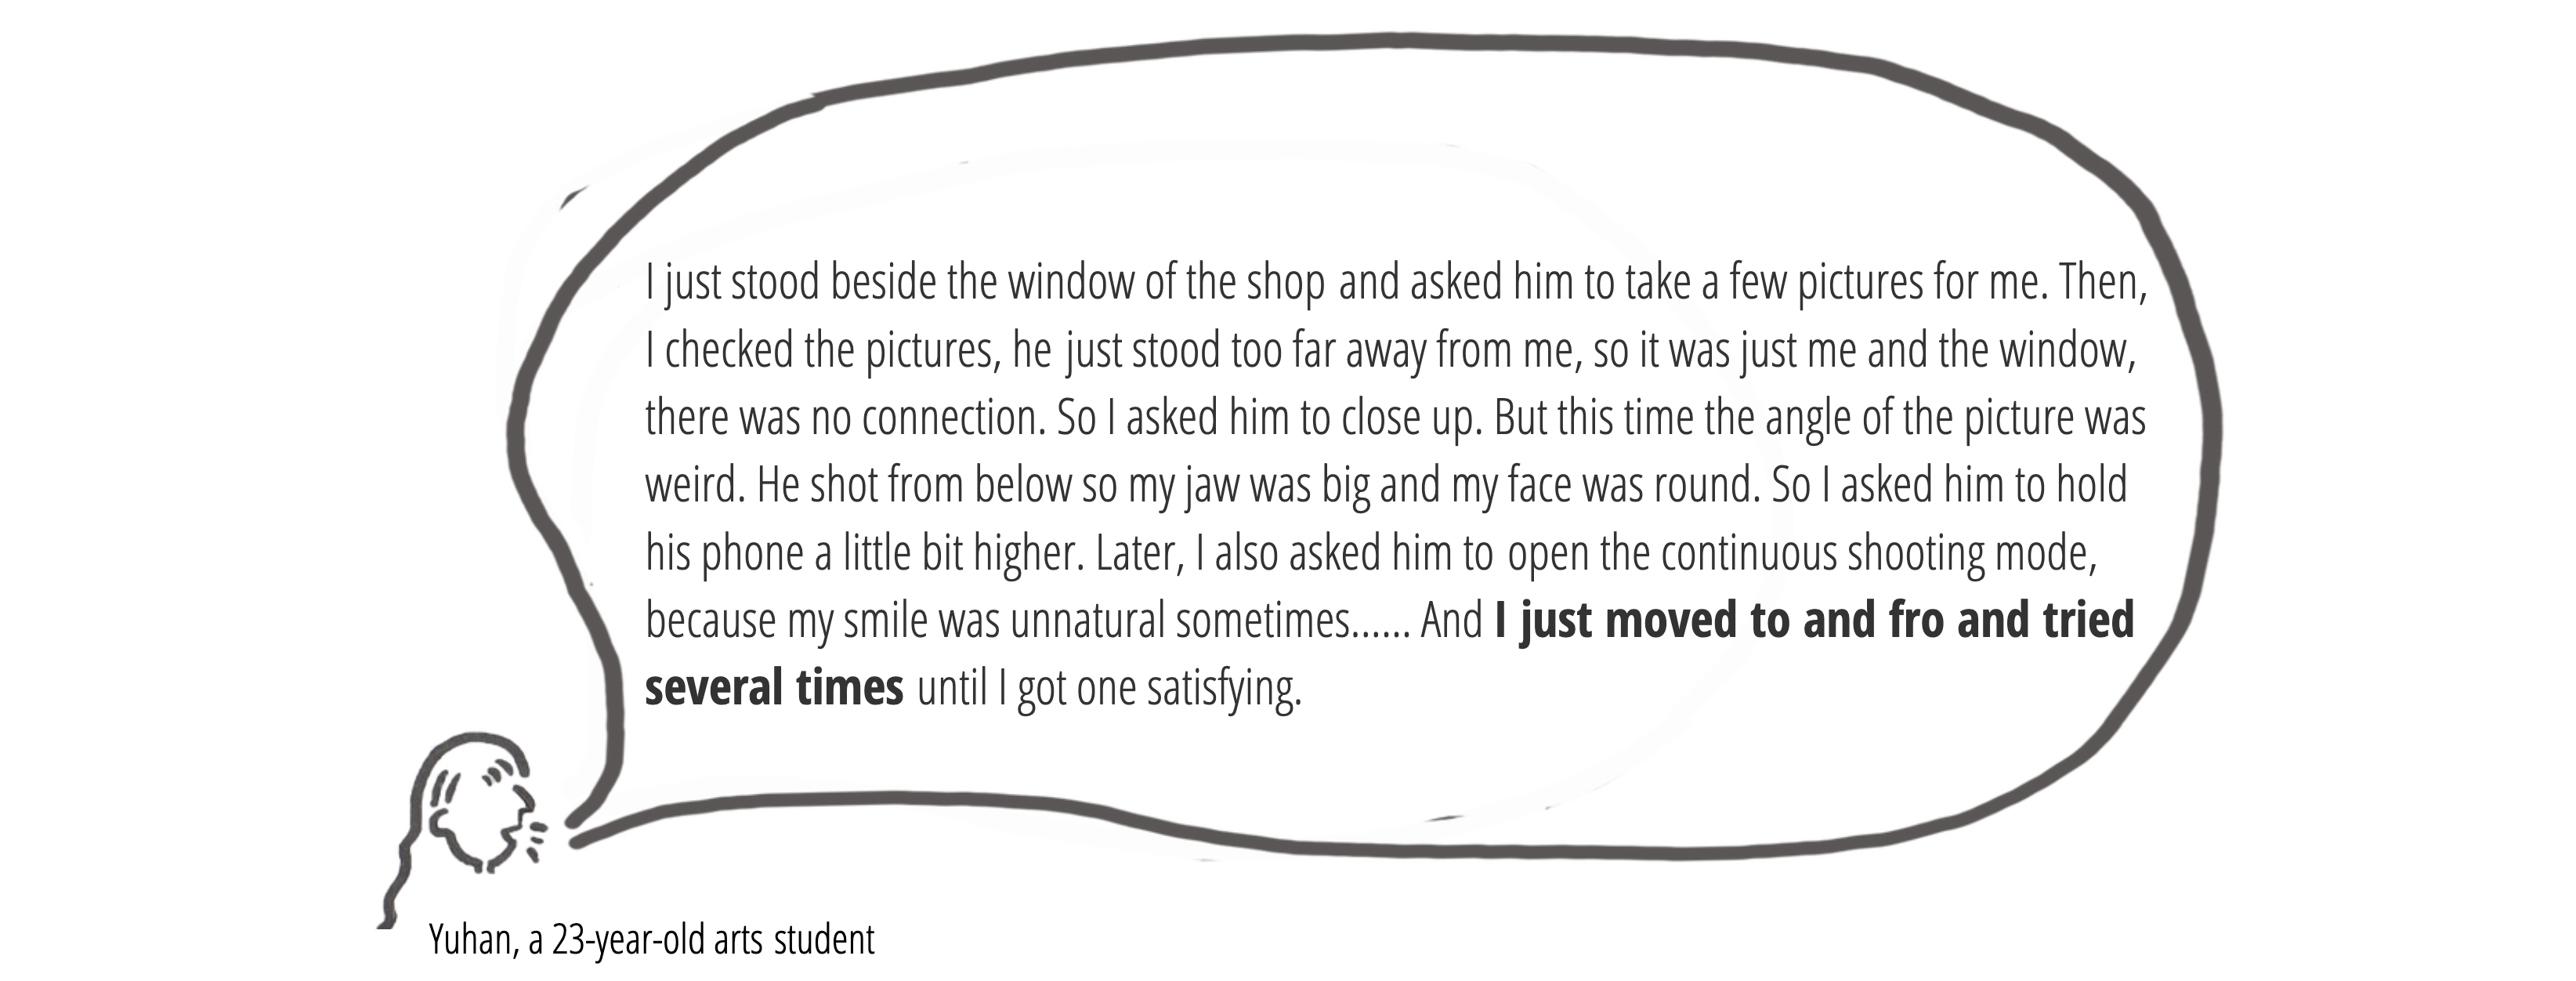 I just stood beside the window of the shop and asked him to take a few pictures for me. Then,
I checked the pictures, he just stood too far away from me, so it was just me and the window,
there was no connection. So I asked him to close up. But this time the angle of the picture was
weird. He shot from below so my jaw was big and my face was round. So I asked him to hold
his phone a little bit higher. Later, I also asked him to open the continuous shooting mode,
because my smile was unnatural sometimes...... And I just moved to and fro and tried
several times until I got one satisfying.
Yuhan, a 23-year-old arts student